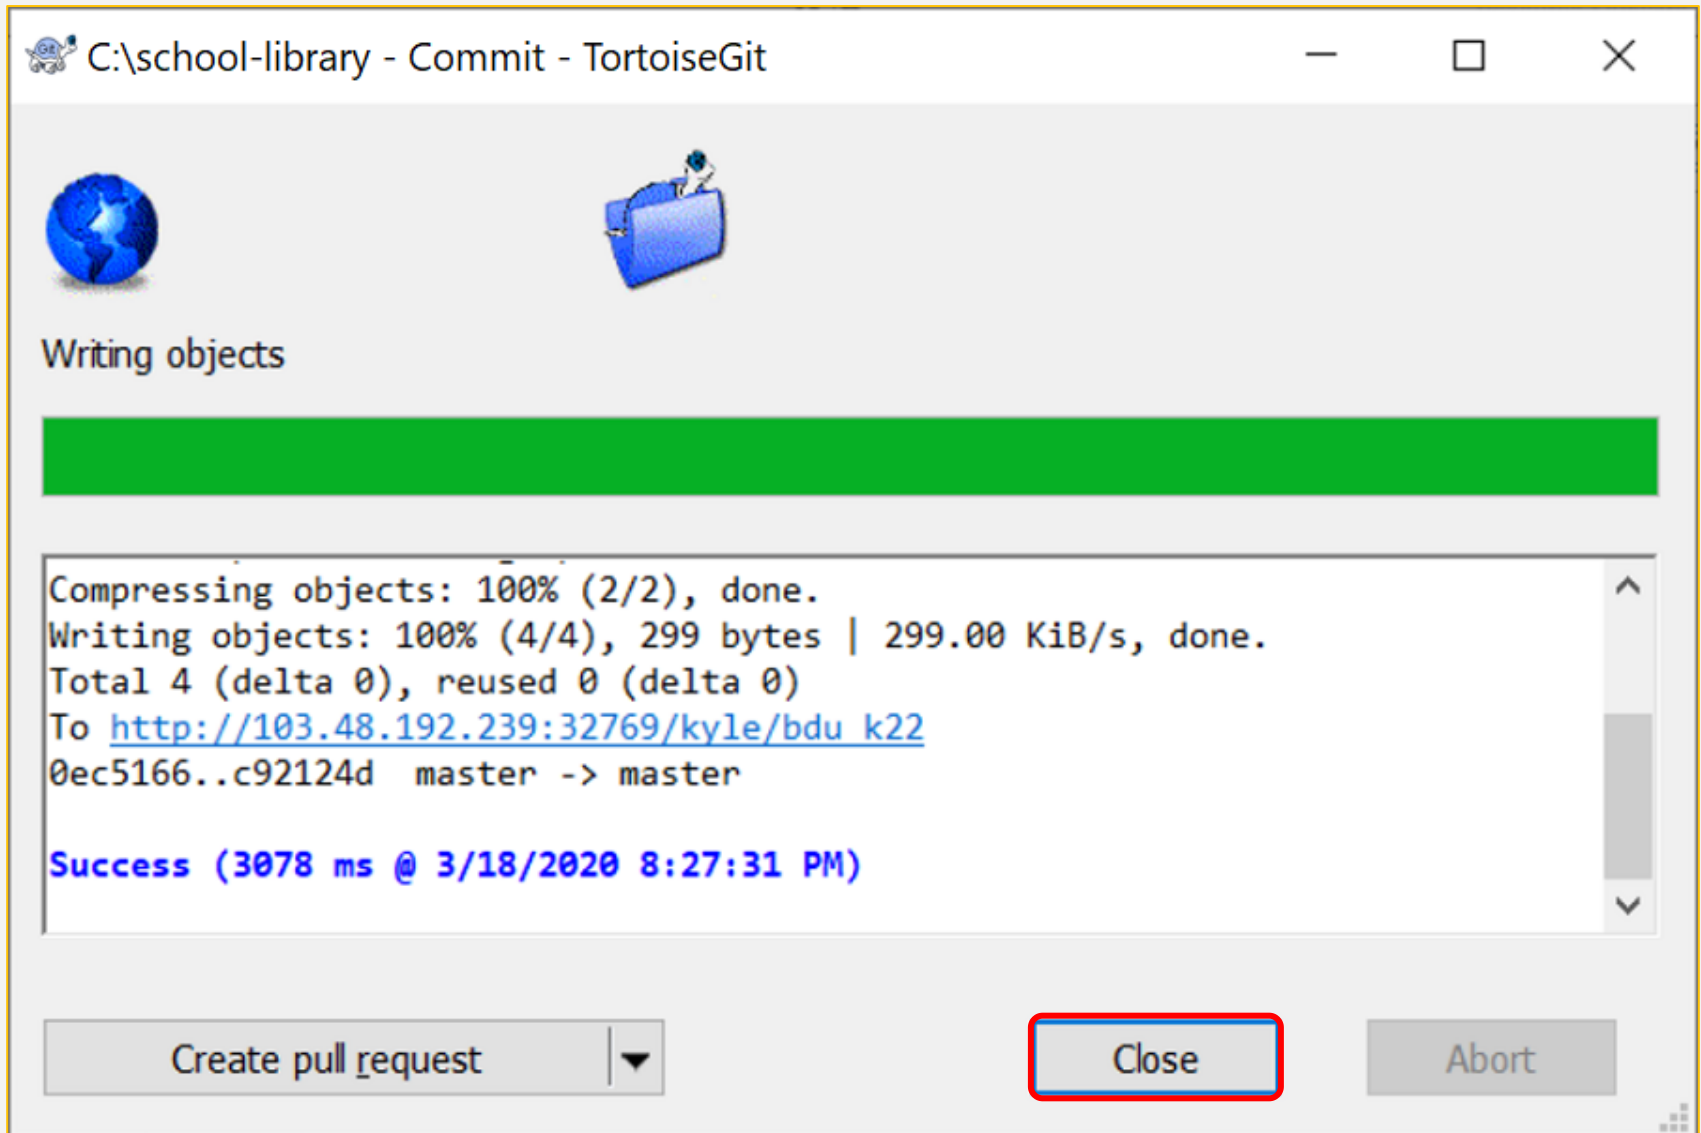 C:\school-library - Commit - TortoiseGit
Writing objects
Compressing objects: 100% (2/2), done.
Writing objects: 100% (4/4), 299 bytes | 299.00 KiB/s, done.
Total 4 (delta 0), reused 0 (delta 0)
To http://103.48.192.239:32769/kyle/bdu_k22
0ec5166..c92124d  master -> master
Success (3078 ms @ 3/18/2020 8:27:31 PM)
Create pull request
Close
Abort